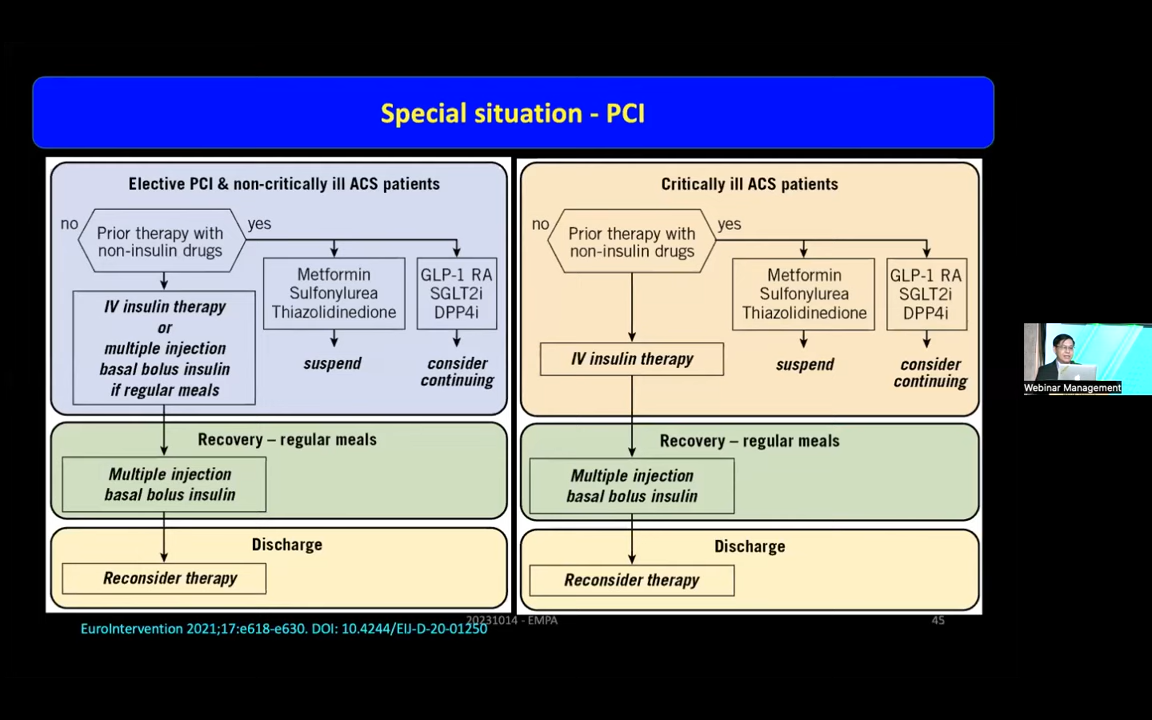 Special situation - PCI
Elective PCI & non-critically ill ACS patients
no
Prior therapy with
non-insulin drugs
yes
IV insulin therapy
or
multiple injection
basal bolus insulin
if regular meals
Metformin
Sulfonylurea
Thiazolidinedione
suspend
GLP-1 RA
SGLT2i
DPP4i
consider
continuing
Recovery – regular meals
Multiple injection
basal bolus insulin
Discharge
Reconsider therapy
Critically ill ACS patients
no
Prior therapy with
non-insulin drugs
yes
IV insulin therapy
Metformin
Sulfonylurea
Thiazolidinedione
suspend
GLP-1 RA
SGLT2i
DPP4i
consider
continuing
Recovery – regular meals
Multiple injection
basal bolus insulin
Discharge
Reconsider therapy
EuroIntervention 2021;17:e618-e630. DOI: 10.4244/EIJ-D-20-01250
20231014 - EMPA
45
Webinar Management